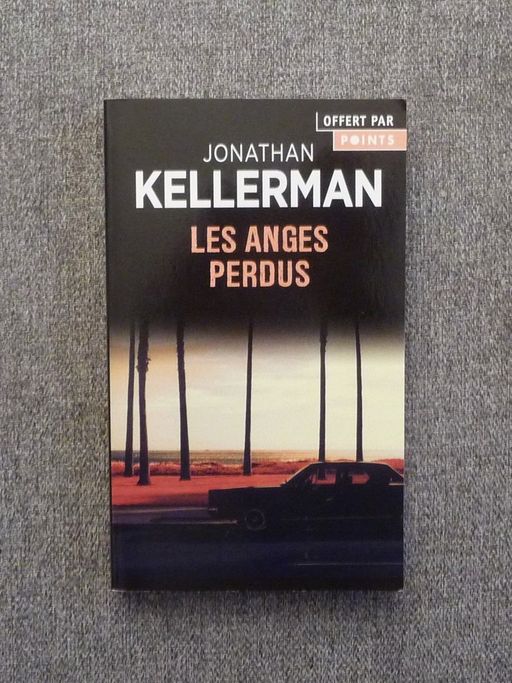 OFFERT PAR
POINTS
JONATHAN
KELLERMAN
LES ANGES
PERDUS